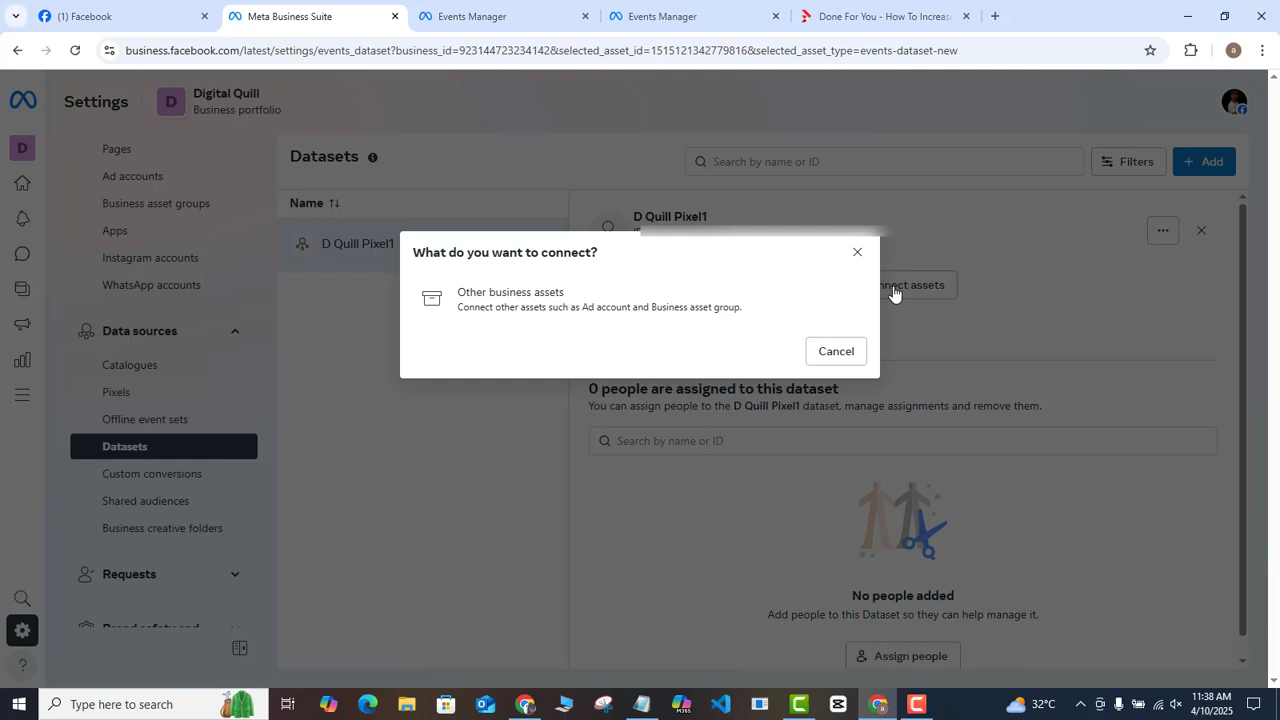 (1) Facebook
Meta Business Suite
Events Manager
Events Manager
Done For You - How To Increas
business.facebook.com/latest/settings/events_dataset?business_id=923144723234142&selected_asset_id=1515121342779816&selected_asset_type=events-dataset-new
a
Settings
D
Digital Quill
Business portfolio
D
Pages
Ad accounts
Business asset groups
Apps
Instagram accounts
WhatsApp accounts
Data sources
Catalogues
Pixels
Offline event sets
Datasets
Custom conversions
Shared audiences
Business creative folders
Requests
Datasets
Search by name or ID
Filters
+ Add
Name
D Quill Pixel1
D Quill Pixel1
What do you want to connect?
Other business assets
Connect other assets such as Ad account and Business asset group.
Cancel
assets
0 people are assigned to this dataset
You can assign people to the D Quill Pixel1 dataset, manage assignments and remove them.
Search by name or ID
No people added
Add people to this Dataset so they can help manage it.
Assign people
Type here to search
M365
32°C
11:38 AM
4/10/2025